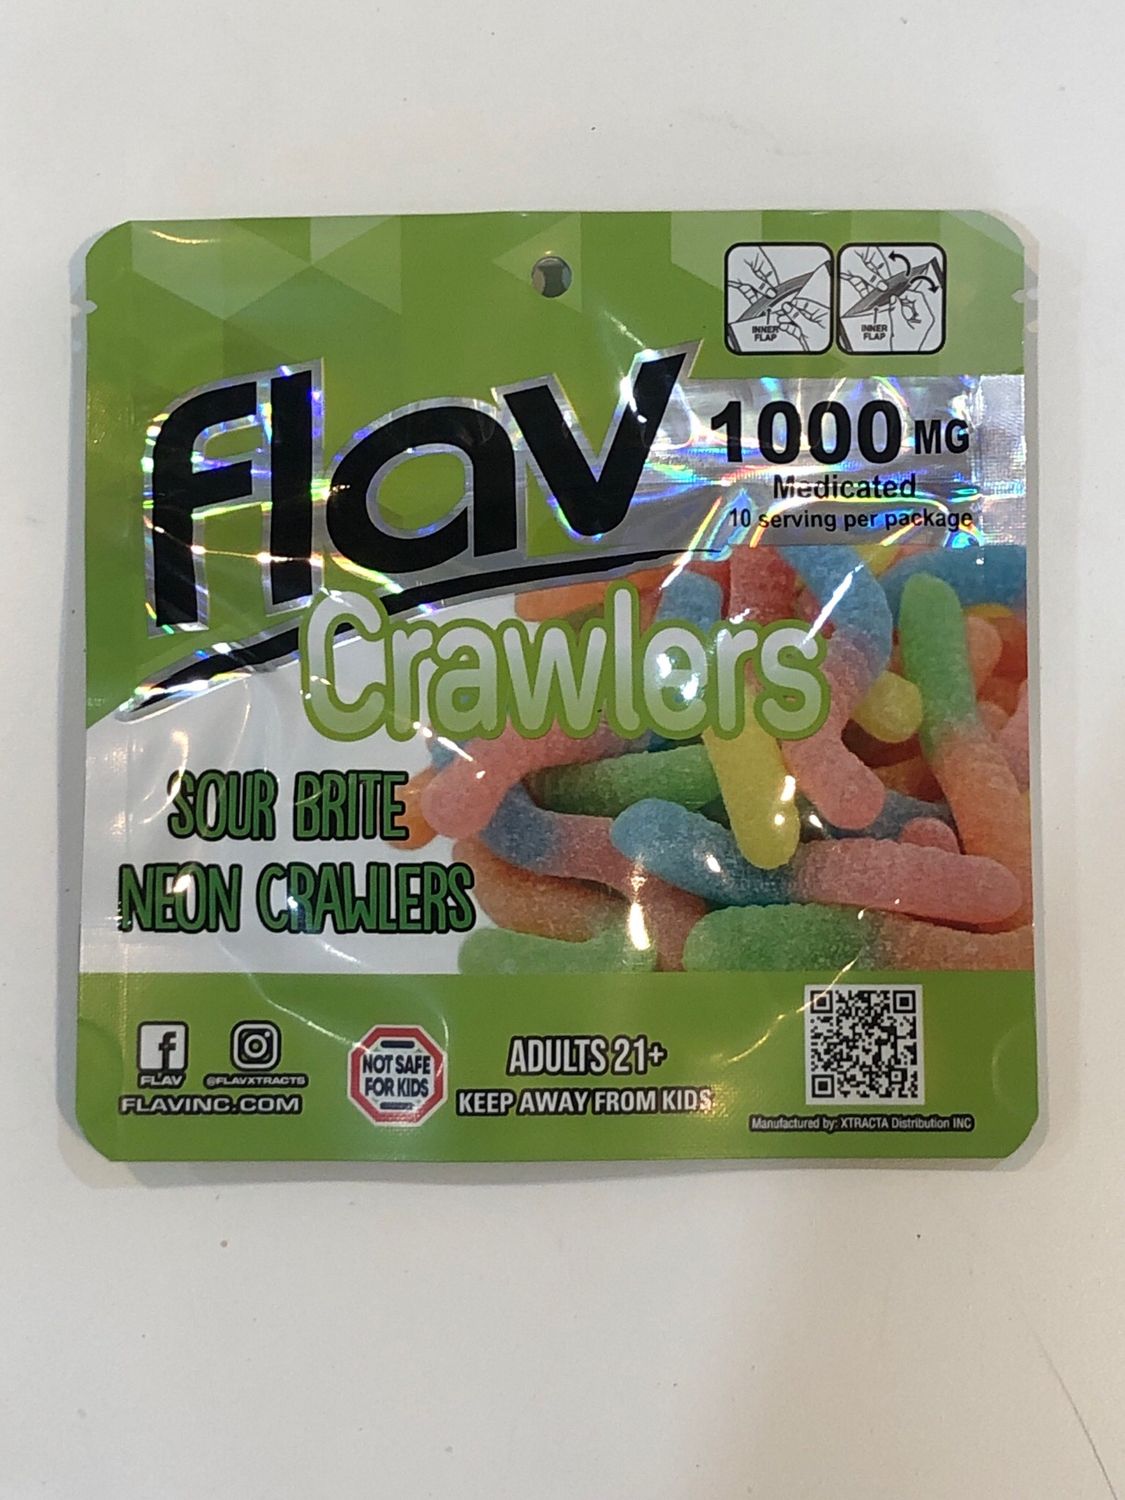 INNER FLAP
INNER FLAP
flav
1000 MG
Medicated
10 serving per package
Crawlers
SOUR BRITE
NEON CRAWLERS
FLAV
@FLAVXTRACTS
FLAVINC.COM
NOT SAFE
FOR KIDS
ADULTS 21+
KEEP AWAY FROM KIDS
Manufactured by: XTRACTA Distribution INC